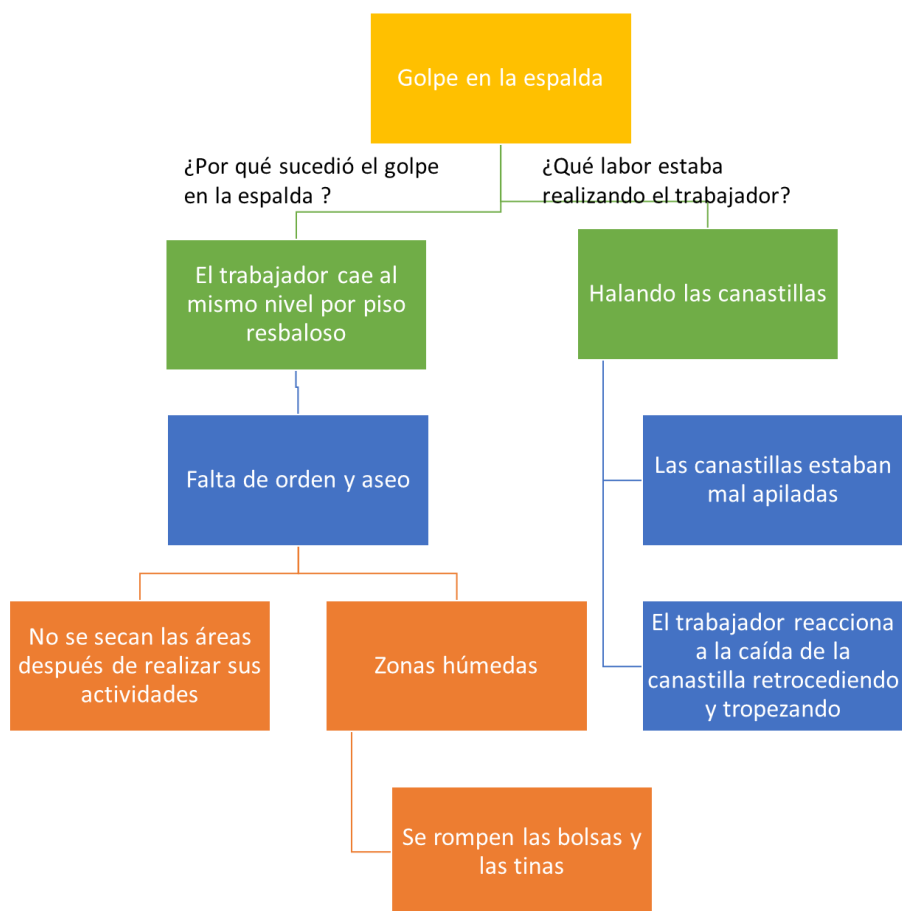 Golpe en la espalda
¿Por qué sucedió el golpe
en la espalda ?
¿Qué labor estaba
realizando el trabajador?
El trabajador cae al
mismo nivel por piso
resbaloso
Halando las canastillas
Falta de orden y aseo
Las canastillas estaban
mal apiladas
No se secan las áreas
después de realizar sus
actividades
Zonas húmedas
El trabajador reacciona
a la caída de la
canastilla retrocediendo
y tropezando
Se rompen las bolsas y
las tinas